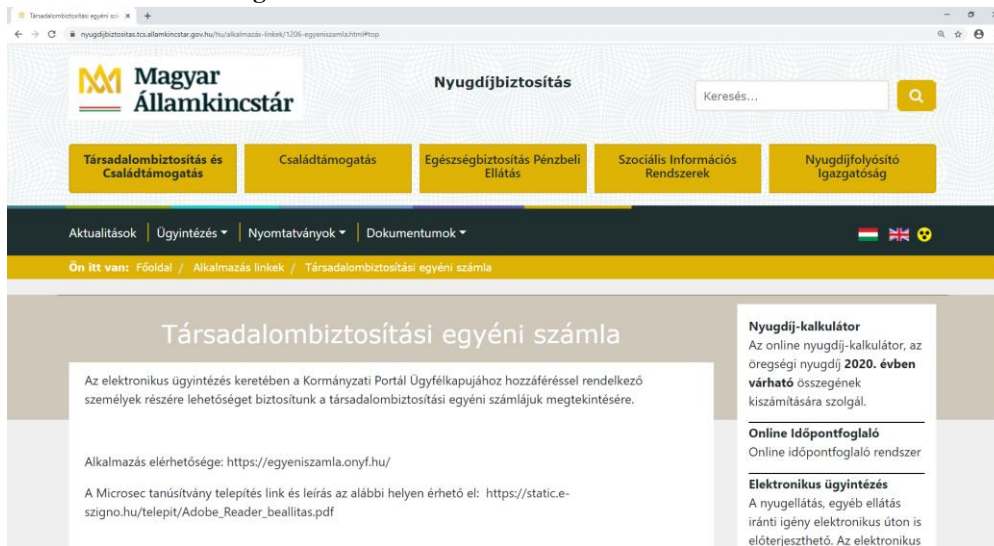 Társadalombiztosítási egyéni szá
nyugdijbiztositas.tcs.allamkincstar.gov.hu/hu/alkalmazas-linkek/1206-egyeniszamla.html#top
Magyar
Államkincstár
Nyugdíjbiztosítás
Keresés...
Társadalombiztosítás és
Családtámogatás
Családtámogatás
Egészségbiztosítás Pénzbeli
Ellátás
Szociális Információs
Rendszerek
Nyugdíjfolyósító
Igazgatóság
Aktualitások
Ügyintézés
Nyomtatványok
Dokumentumok
Ön itt van: Főoldal / Alkalmazás linkek / Társadalombiztosítási egyéni számla
Társadalombiztosítási egyéni számla
Az elektronikus ügyintézés keretében a Kormányzati Portál Ügyfélkapujához hozzáféréssel rendelkező
személyek részére lehetőséget biztosítunk a társadalombiztosítási egyéni számlájuk megtekintésére.
Alkalmazás elérhetősége: https://egyeniszamla.onyf.hu/
A Microsec tanúsítvány telepítés link és leírás az alábbi helyen érhető el: https://static.e-
szigno.hu/telepit/Adobe_Reader_beallitas.pdf
Nyugdíj-kalkulátor
Az online nyugdíj-kalkulátor, az
öregségi nyugdíj 2020. évben
várható összegének
kiszámítására szolgál.
Online Időpontfoglaló
Online időpontfoglaló rendszer
Elektronikus ügyintézés
A nyugellátás, egyéb ellátás
iránti igény elektronikus úton is
előterjeszthető. Az elektronikus